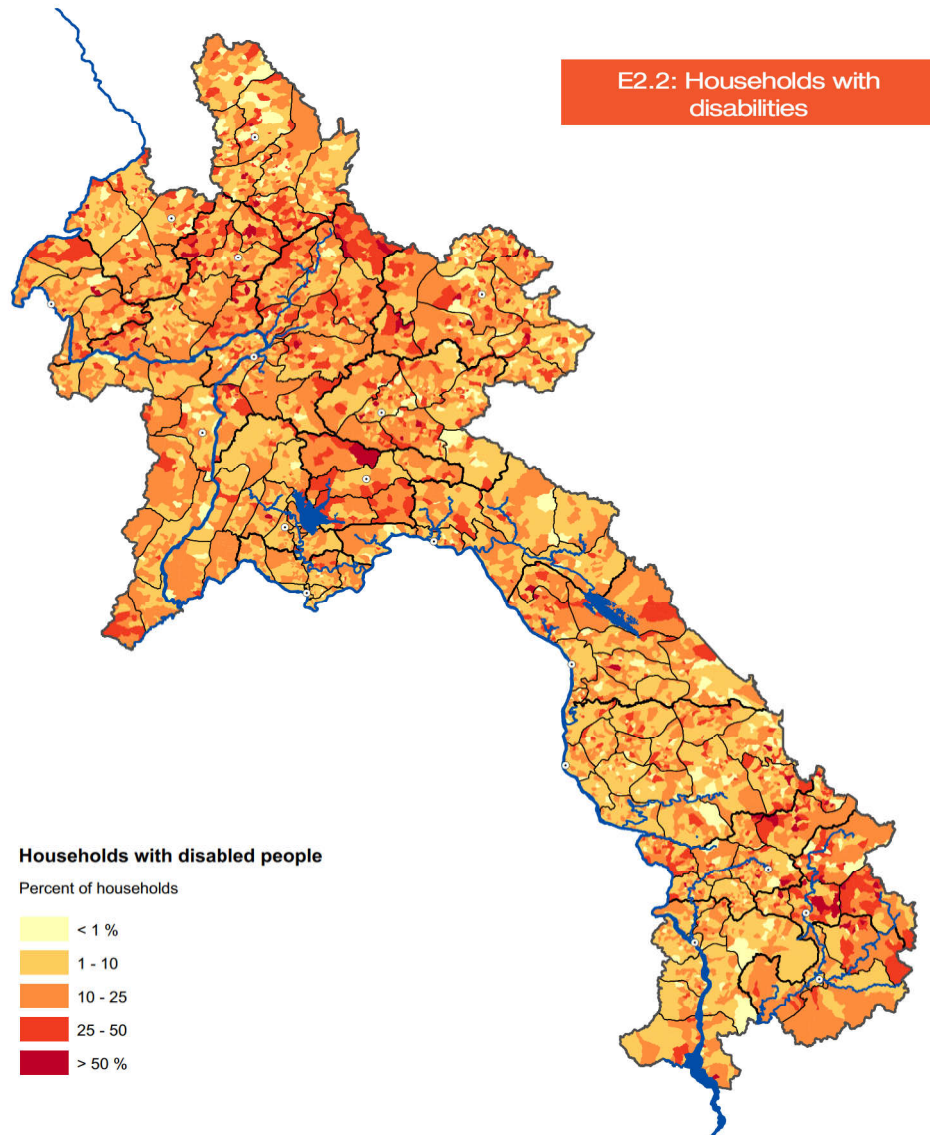 E2.2: Households with
disabilities
Households with disabled people
Percent of households
< 1 %
1 - 10
10 - 25
25 - 50
> 50 %